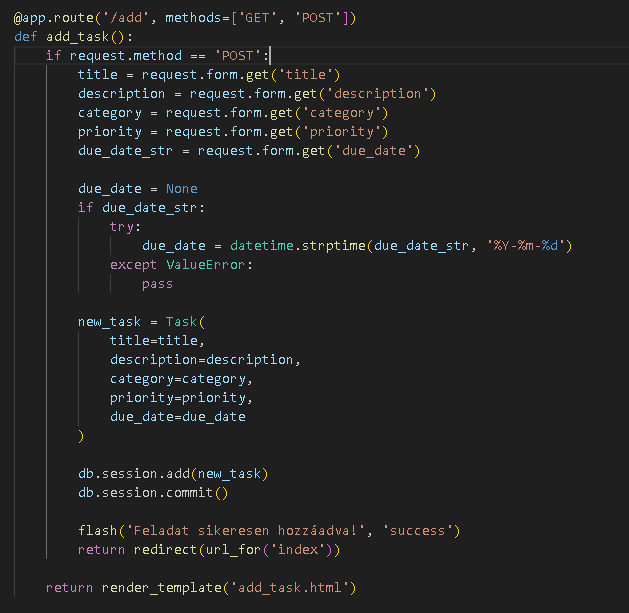 @app.route('/add', methods=['GET', 'POST'])
def add_task():
    if request.method == 'POST':
        title = request.form.get('title')
        description = request.form.get('description')
        category = request.form.get('category')
        priority = request.form.get('priority')
        due_date_str = request.form.get('due_date')

        due_date = None
        if due_date_str:
            try:
                due_date = datetime.strptime(due_date_str, '%Y-%m-%d')
            except ValueError:
                pass

        new_task = Task(
            title=title,
            description=description,
            category=category,
            priority=priority,
            due_date=due_date
        )

        db.session.add(new_task)
        db.session.commit()

        flash('Feladat sikeresen hozzáadva!', 'success')
        return redirect(url_for('index'))

    return render_template('add_task.html')